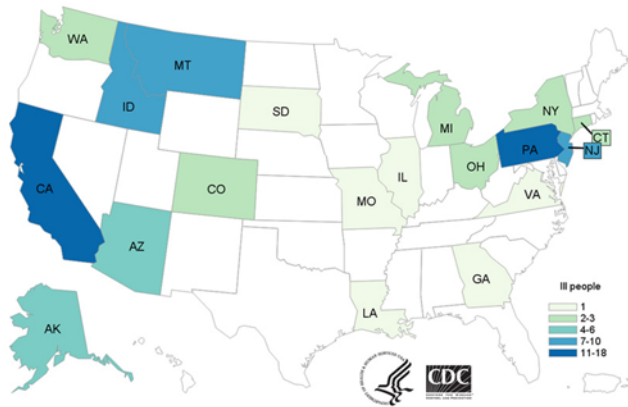 WA
MT
ID
SD
MI
NY
CT
NJ
PA
OH
IL
CA
CO
MO
VA
AZ
GA
LA
AK
Ill people
1
2-3
4-6
7-10
11-18
CDC